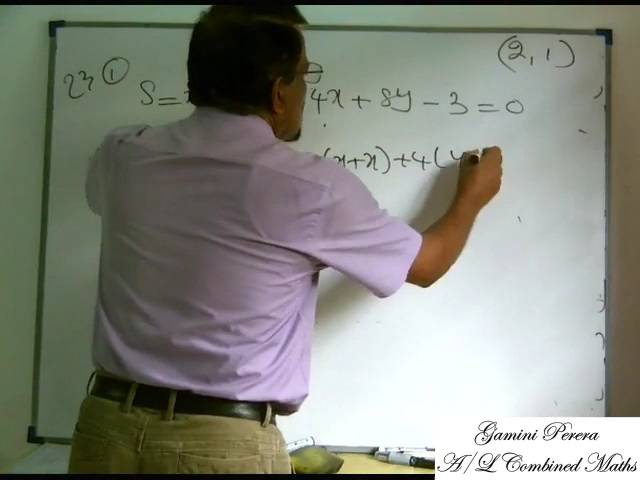 23 ① (2, 1)
S = 4x + 8y - 3 = 0
(x+x) + 4(y
Gamini Perera
A/L Combined Maths